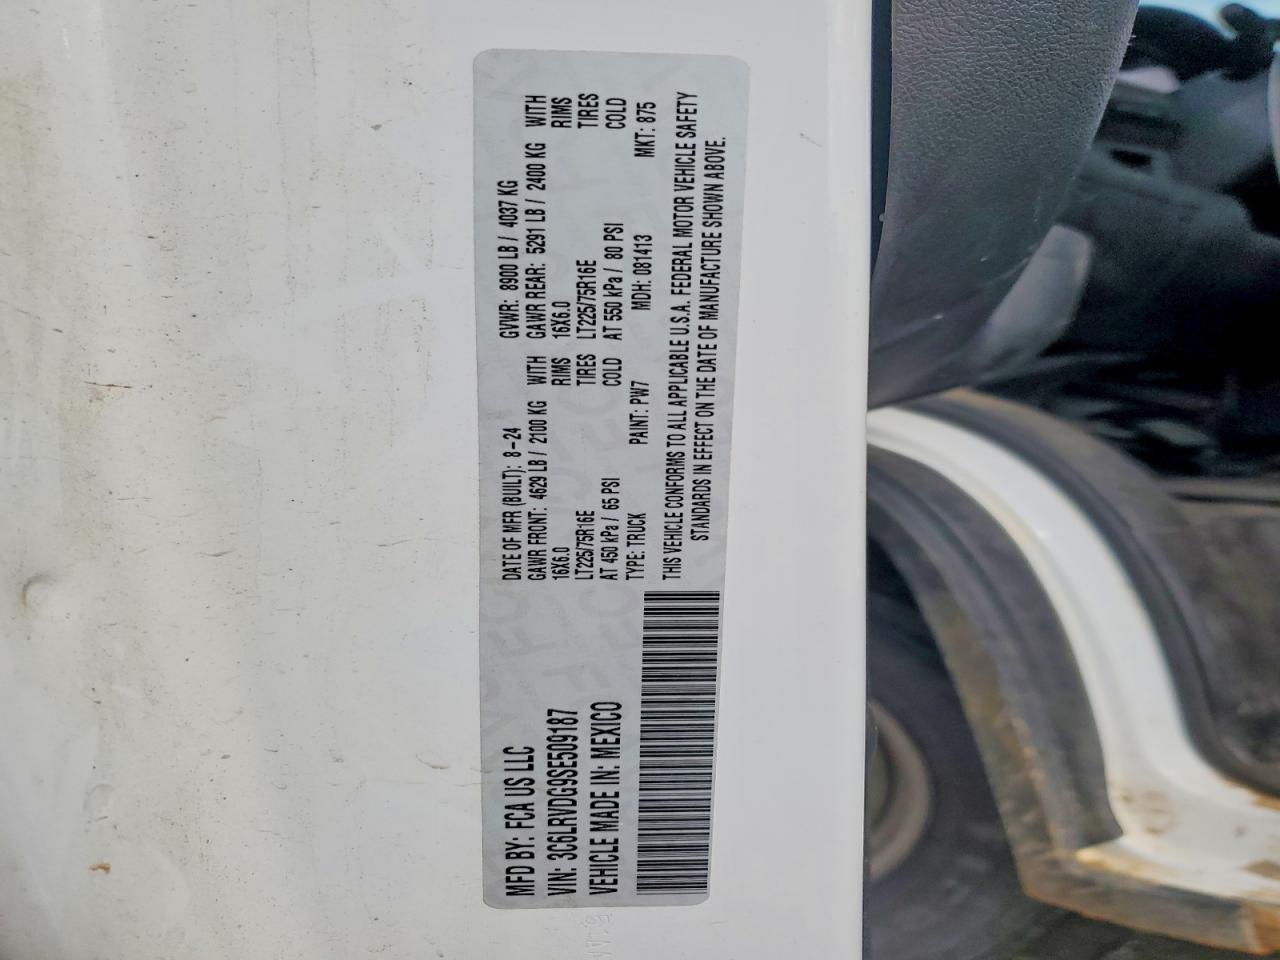 MFD BY: FCA US LLC
VIN: 3C6LRVDG9SE509187
VEHICLE MADE IN: MEXICO
DATE OF MFR (BUILT): 8-24 GVWR: 8900 LB / 4037 KG
GAWR FRONT: 4629 LB / 2100 KG WITH GAWR REAR: 5291 LB / 2400 KG WITH
16X6.0 RIMS 16X6.0 RIMS
LT225/75R16E TIRES LT225/75R16E TIRES
AT 450 kPa / 65 PSI COLD AT 550 kPa / 80 PSI COLD
TYPE: TRUCK PAINT: PW7 MDH: 081413 MKT: 875
THIS VEHICLE CONFORMS TO ALL APPLICABLE U.S.A. FEDERAL MOTOR VEHICLE SAFETY
STANDARDS IN EFFECT ON THE DATE OF MANUFACTURE SHOWN ABOVE.